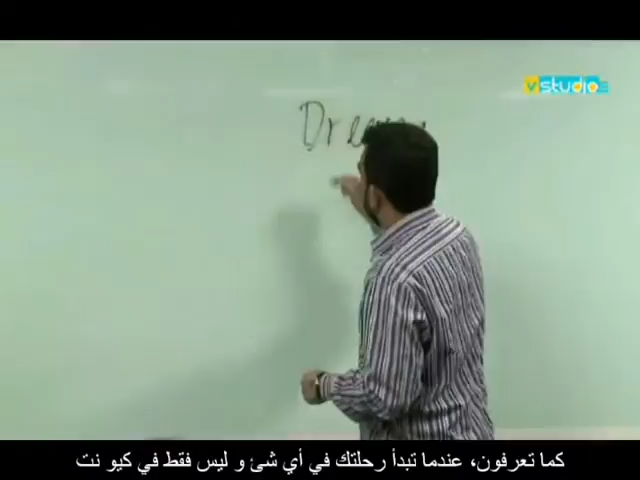 vstudio
كما تعرفون، عندما تبدأ رحلتك في أي شئ و ليس فقط في كيو نت